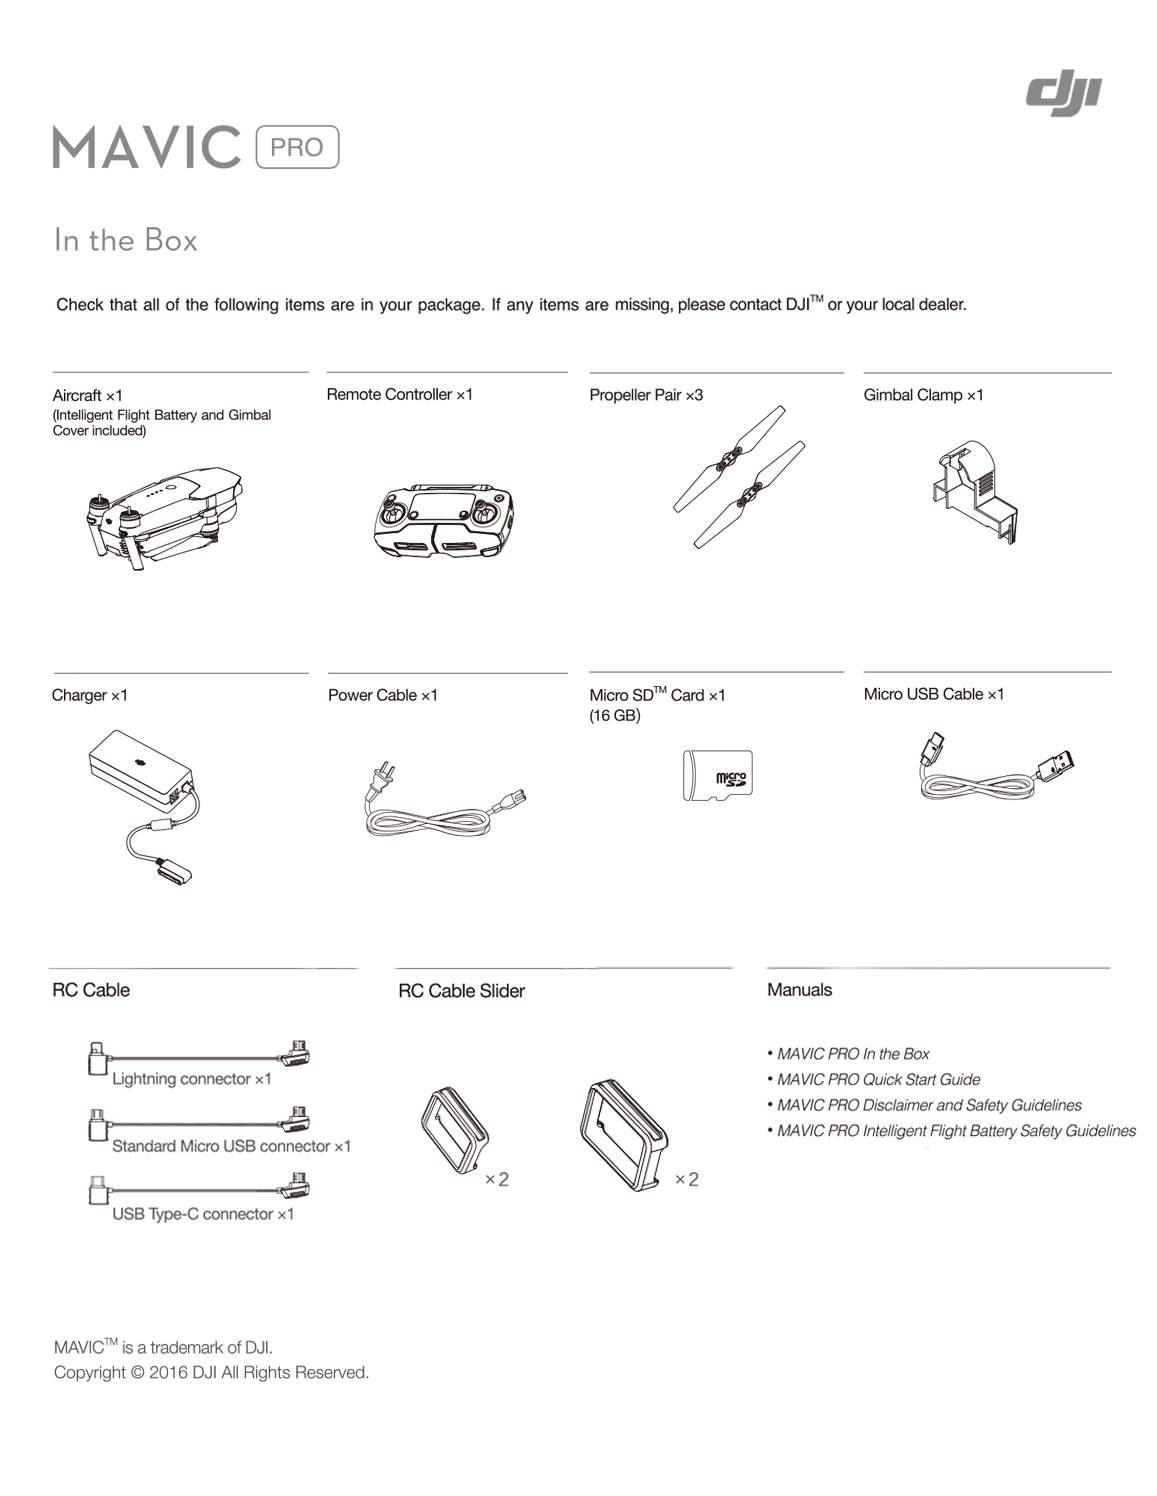 dji
MAVIC PRO
In the Box
Check that all of the following items are in your package. If any items are missing, please contact DJI™ or your local dealer.
Aircraft ×1
(Intelligent Flight Battery and Gimbal
Cover included)
Remote Controller ×1
Propeller Pair ×3
Gimbal Clamp ×1
Charger ×1
Power Cable ×1
Micro SD™ Card ×1
(16 GB)
micro
SD
Micro USB Cable ×1
RC Cable
Lightning connector ×1
Standard Micro USB connector ×1
USB Type-C connector ×1
RC Cable Slider
×2
×2
Manuals
• MAVIC PRO In the Box
• MAVIC PRO Quick Start Guide
• MAVIC PRO Disclaimer and Safety Guidelines
• MAVIC PRO Intelligent Flight Battery Safety Guidelines
MAVIC™ is a trademark of DJI.
Copyright © 2016 DJI All Rights Reserved.